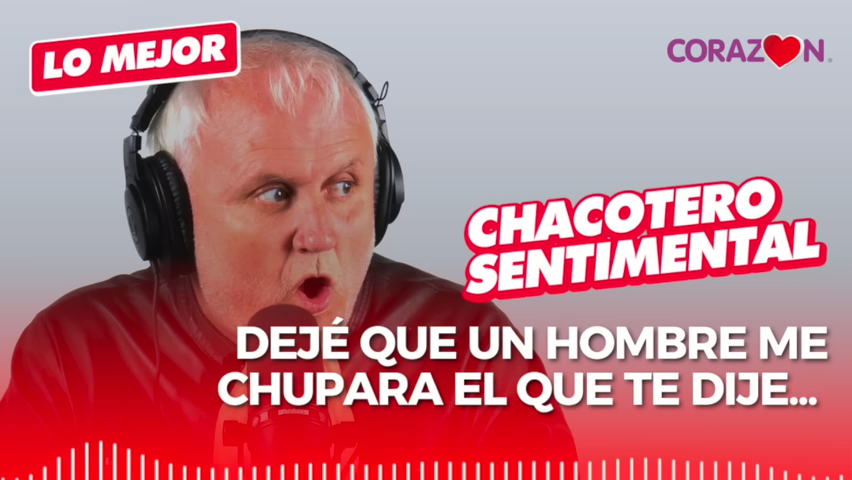 LO MEJOR
CORAZON®
CHACOTERO
SENTIMENTAL
DEJÉ QUE UN HOMBRE ME
CHUPARA EL QUE TE DIJE...